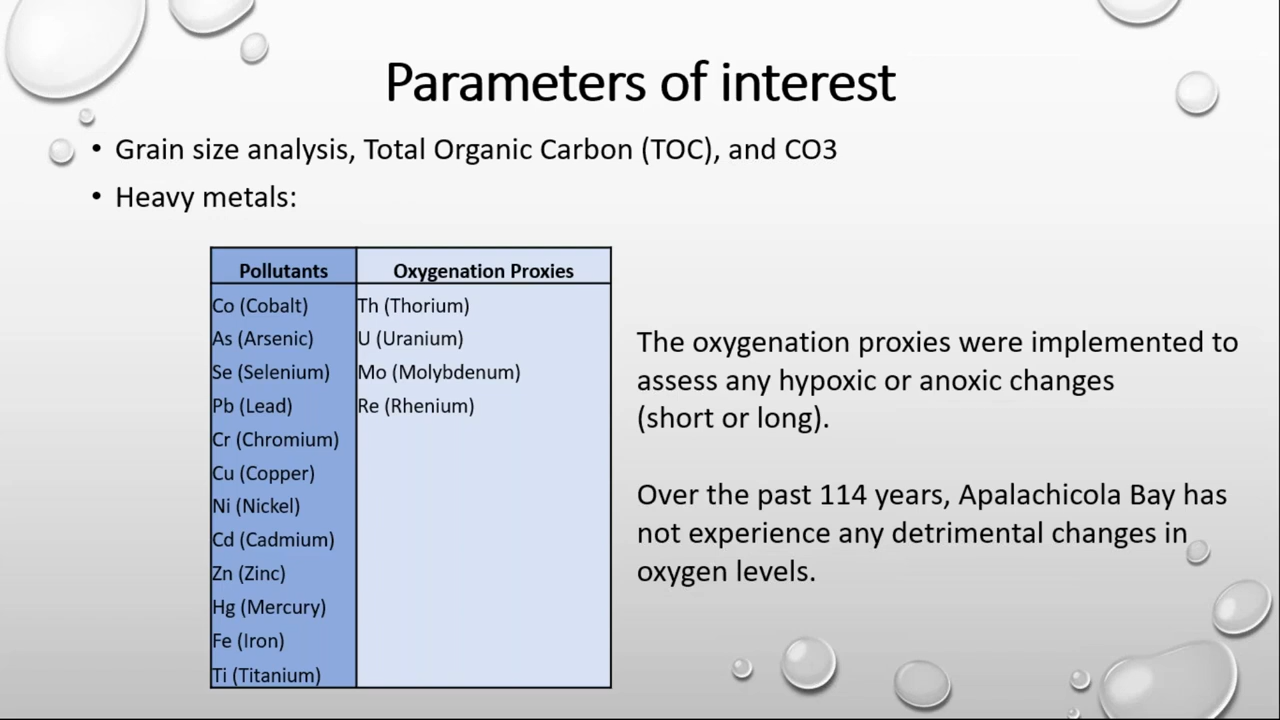 Parameters of interest
• Grain size analysis, Total Organic Carbon (TOC), and CO3
• Heavy metals:
Pollutants Oxygenation Proxies
Co (Cobalt) Th (Thorium)
As (Arsenic) U (Uranium)
Se (Selenium) Mo (Molybdenum)
Pb (Lead) Re (Rhenium)
Cr (Chromium)
Cu (Copper)
Ni (Nickel)
Cd (Cadmium)
Zn (Zinc)
Hg (Mercury)
Fe (Iron)
Ti (Titanium)
The oxygenation proxies were implemented to
assess any hypoxic or anoxic changes
(short or long).
Over the past 114 years, Apalachicola Bay has
not experience any detrimental changes in
oxygen levels.